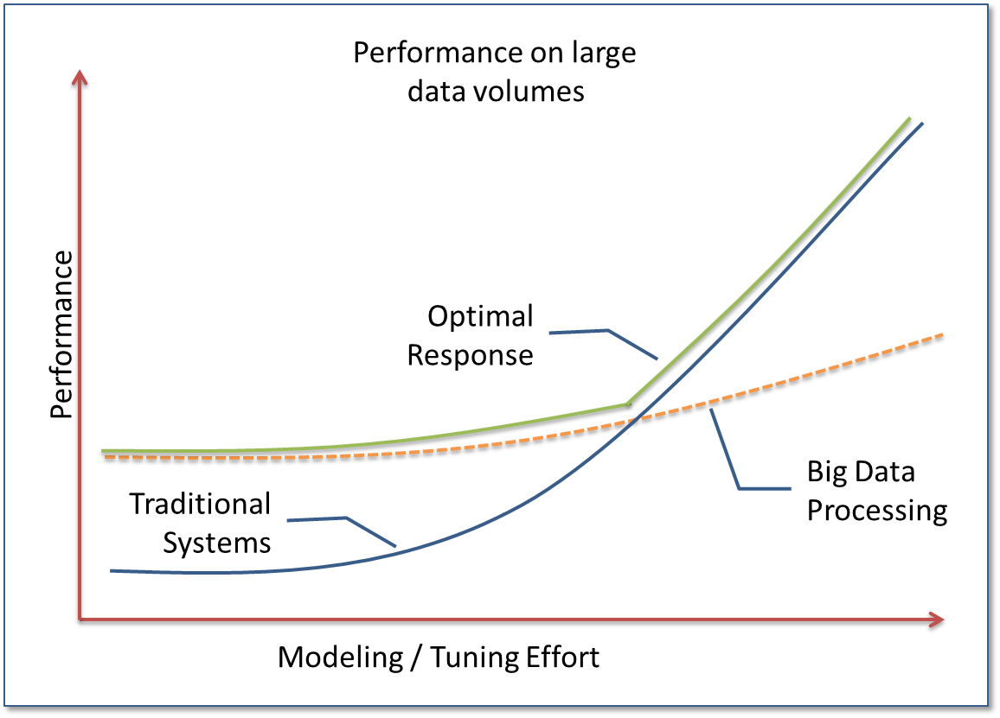 Performance on large
data volumes
Performance
Optimal
Response
Big Data
Processing
Traditional
Systems
Modeling / Tuning Effort